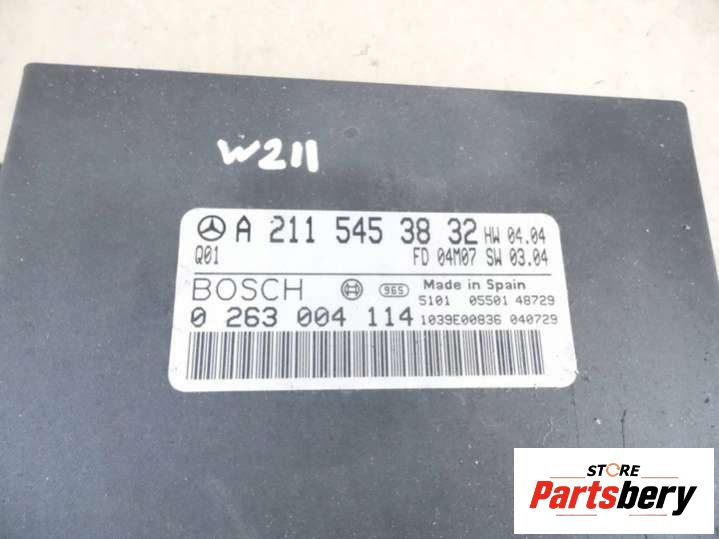 W211
A 211 545 38 32 HW 04.04
Q01 FD 04M07 SW 03.04
BOSCH 965 Made in Spain
5101 05501 48729
0 263 004 114 1039E00836 040729
STORE
Partsbery